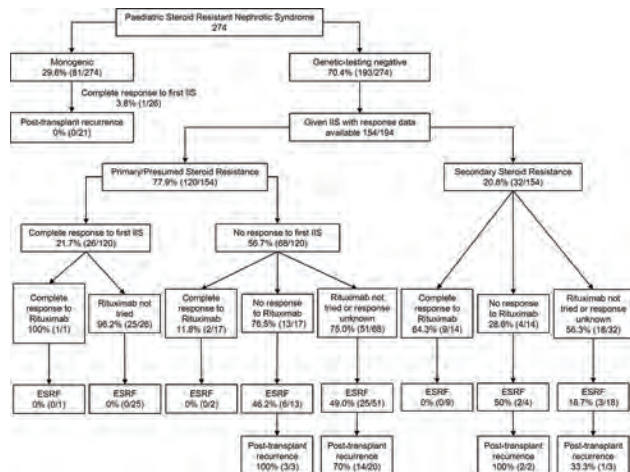 Paediatric Steroid Resistant Nephrotic Syndrome
274
Monogenic
29.6% (81/274)
Genetic-testing negative
70.4% (193/274)
Complete response to first IIS
3.8% (1/26)
Post-transplant recurrence
0% (0/21)
Given IIS with response data
available 154/194
Primary/Presumed Steroid Resistance
77.9% (120/154)
Secondary Steroid Resistance
20.8% (32/154)
Complete response to first IIS
21.7% (26/120)
No response to first IIS
56.7% (68/120)
Complete
response to
Rituximab
100% (1/1)
Rituximab not
tried
96.2% (25/26)
Complete
response to
Rituximab
11.8% (2/17)
No response
to Rituximab
76.5% (13/17)
Rituximab not
tried or response
unknown
75.0% (51/68)
Complete
response to
Rituximab
64.3% (9/14)
No response
to Rituximab
28.6% (4/14)
Rituximab not
tried or response
unknown
56.3% (18/32)
ESRF
0% (0/1)
ESRF
0% (0/25)
ESRF
0% (0/2)
ESRF
46.2% (6/13)
ESRF
49.0% (25/51)
ESRF
0% (0/9)
ESRF
50% (2/4)
ESRF
16.7% (3/18)
Post-transplant
recurrence
100% (3/3)
Post-transplant
recurrence
70% (14/20)
Post-transplant
recurrence
100% (2/2)
Post-transplant
recurrence
33.3% (1/3)